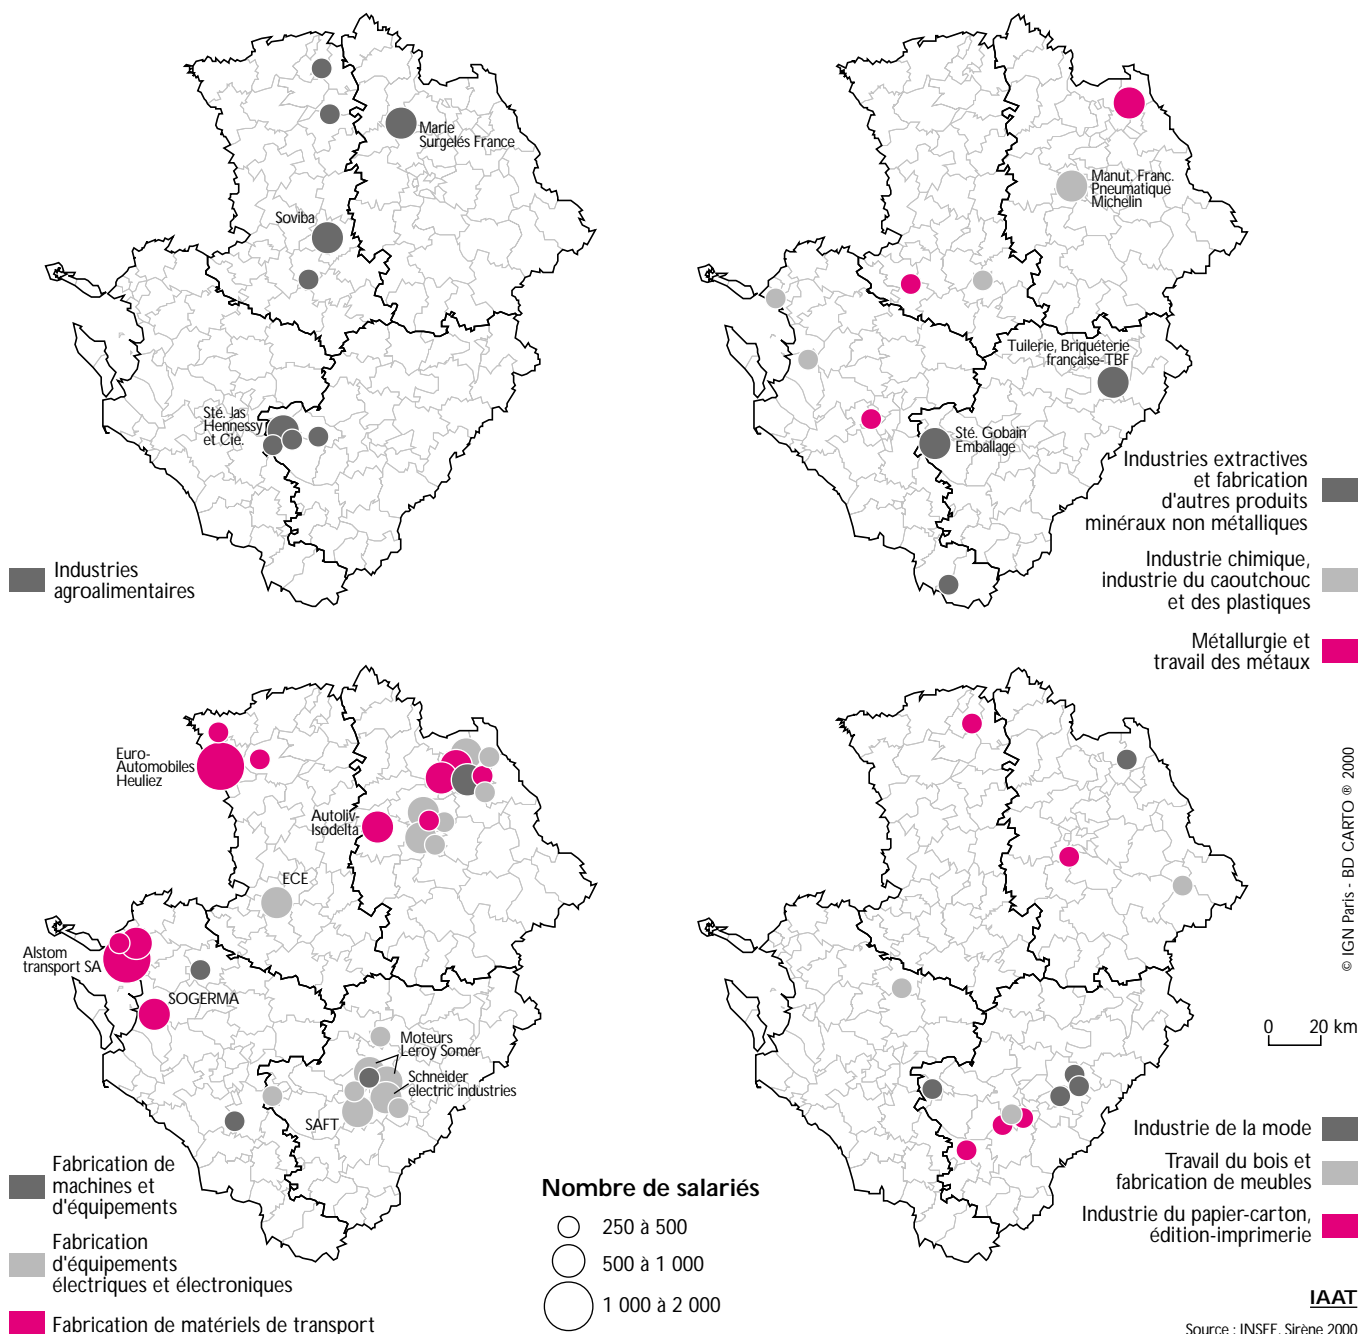 Marie
Surgelés France
Soviba
Sté. Jas
Hennessy
et Cie.
Industries
agroalimentaires
Manut. Franc.
Pneumatique
Michelin
Tuilerie, Briquéterie
française-TBF
Sté. Gobain
Emballage
Industries extractives
et fabrication
d'autres produits
minéraux non métalliques
Industrie chimique,
industrie du caoutchouc
et des plastiques
Métallurgie et
travail des métaux
Euro-
Automobiles
Heuliez
Autoliv-
Isodelta
ECE
Alstom
transport SA
SOGERMA
Moteurs
Leroy Somer
Schneider
electric industries
SAFT
Fabrication de
machines et
d'équipements
Fabrication
d'équipements
électriques et électroniques
Fabrication de matériels de transport
Nombre de salariés
250 à 500
500 à 1 000
1 000 à 2 000
© IGN Paris - BD CARTO ® 2000
0 20 km
Industrie de la mode
Travail du bois et
fabrication de meubles
Industrie du papier-carton,
édition-imprimerie
IAAT
Source : INSEE, Sirène 2000